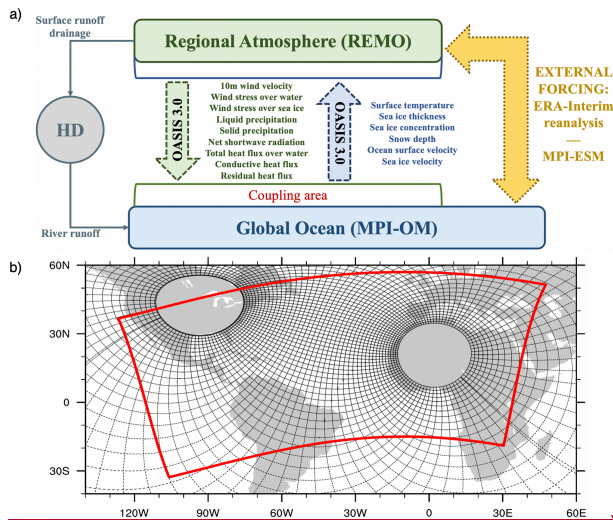 a)
Surface runoff
drainage
Regional Atmosphere (REMO)
HD
OASIS 3.0
10m wind velocity
Wind stress over water
Wind stress over sea ice
Liquid precipitation
Solid precipitation
Net shortwave radiation
Total heat flux over water
Conductive heat flux
Residual heat flux
OASIS 3.0
Surface temperature
Sea ice thickness
Sea ice concentration
Snow depth
Ocean surface velocity
Sea ice velocity
EXTERNAL
FORCING:
ERA-Interim
reanalysis
—
MPI-ESM
Coupling area
River runoff
Global Ocean (MPI-OM)
b)
60N
30N
0
30S
120W
90W
60W
30W
0
30E
60E